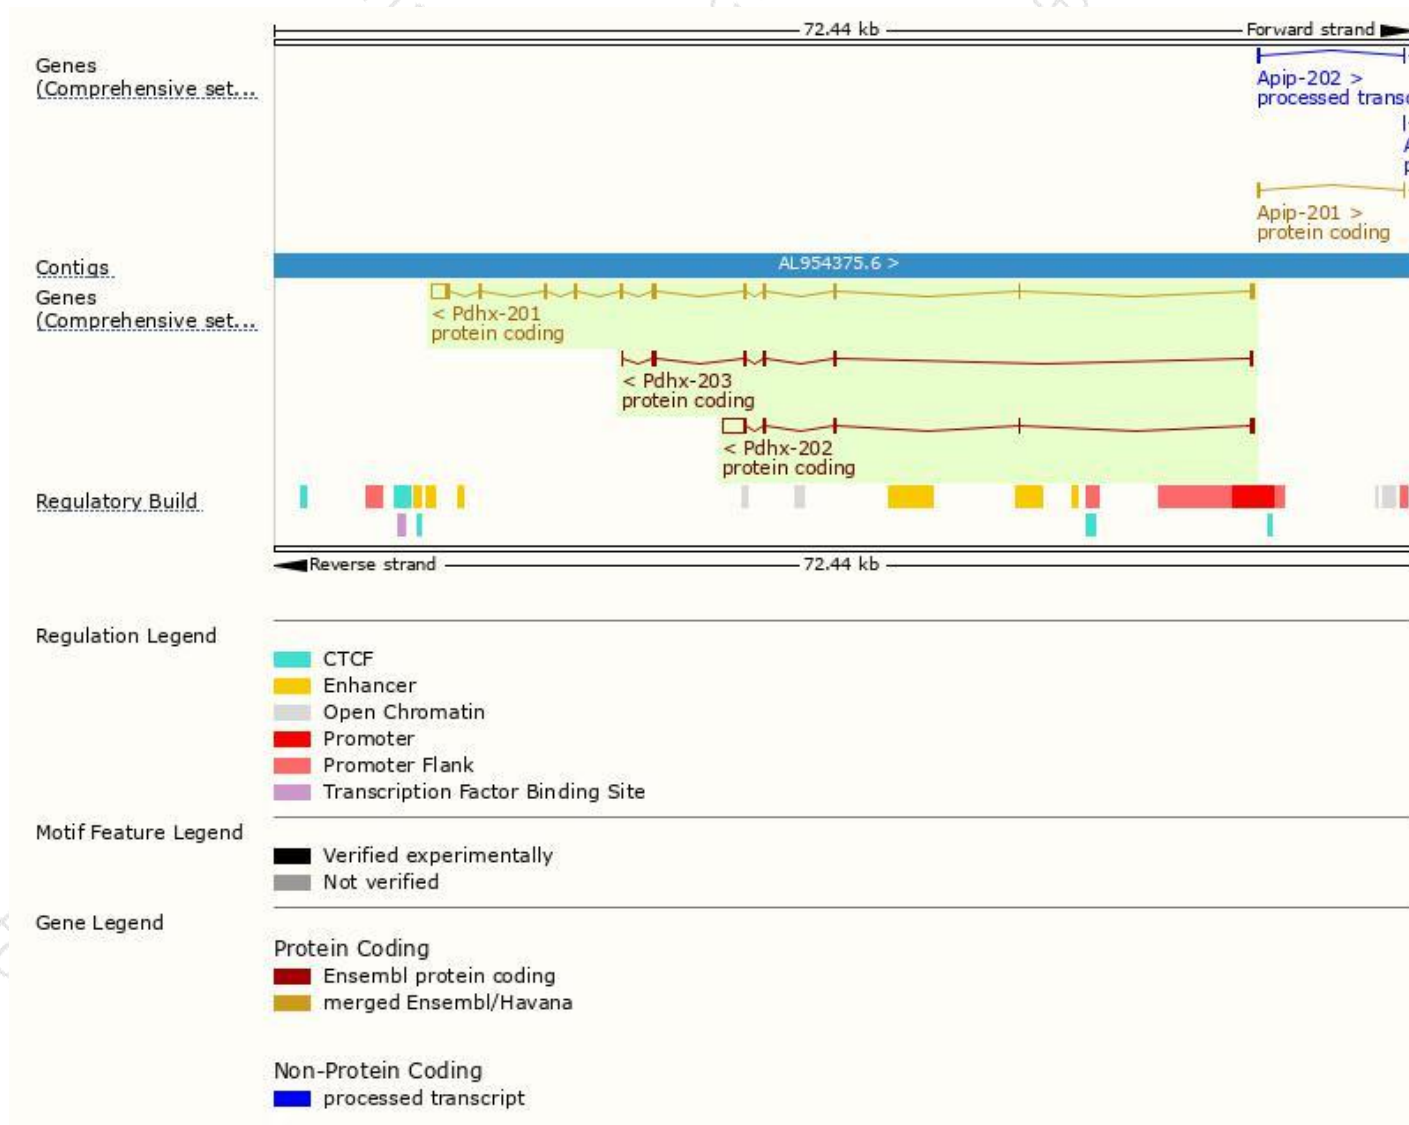 72.44 kb
Forward strand
Genes
(Comprehensive set...
Apip-202 >
processed
Apip-201 >
protein coding
Contigs
AL954375.6 >
Genes
(Comprehensive set...
< Pdhx-201
protein coding
< Pdhx-203
protein coding
< Pdhx-202
protein coding
Regulatory Build
Reverse strand
72.44 kb
Regulation Legend
CTCF
Enhancer
Open Chromatin
Promoter
Promoter Flank
Transcription Factor Binding Site
Motif Feature Legend
Verified experimentally
Not verified
Gene Legend
Protein Coding
Ensembl protein coding
merged Ensembl/Havana
Non-Protein Coding
processed transcript